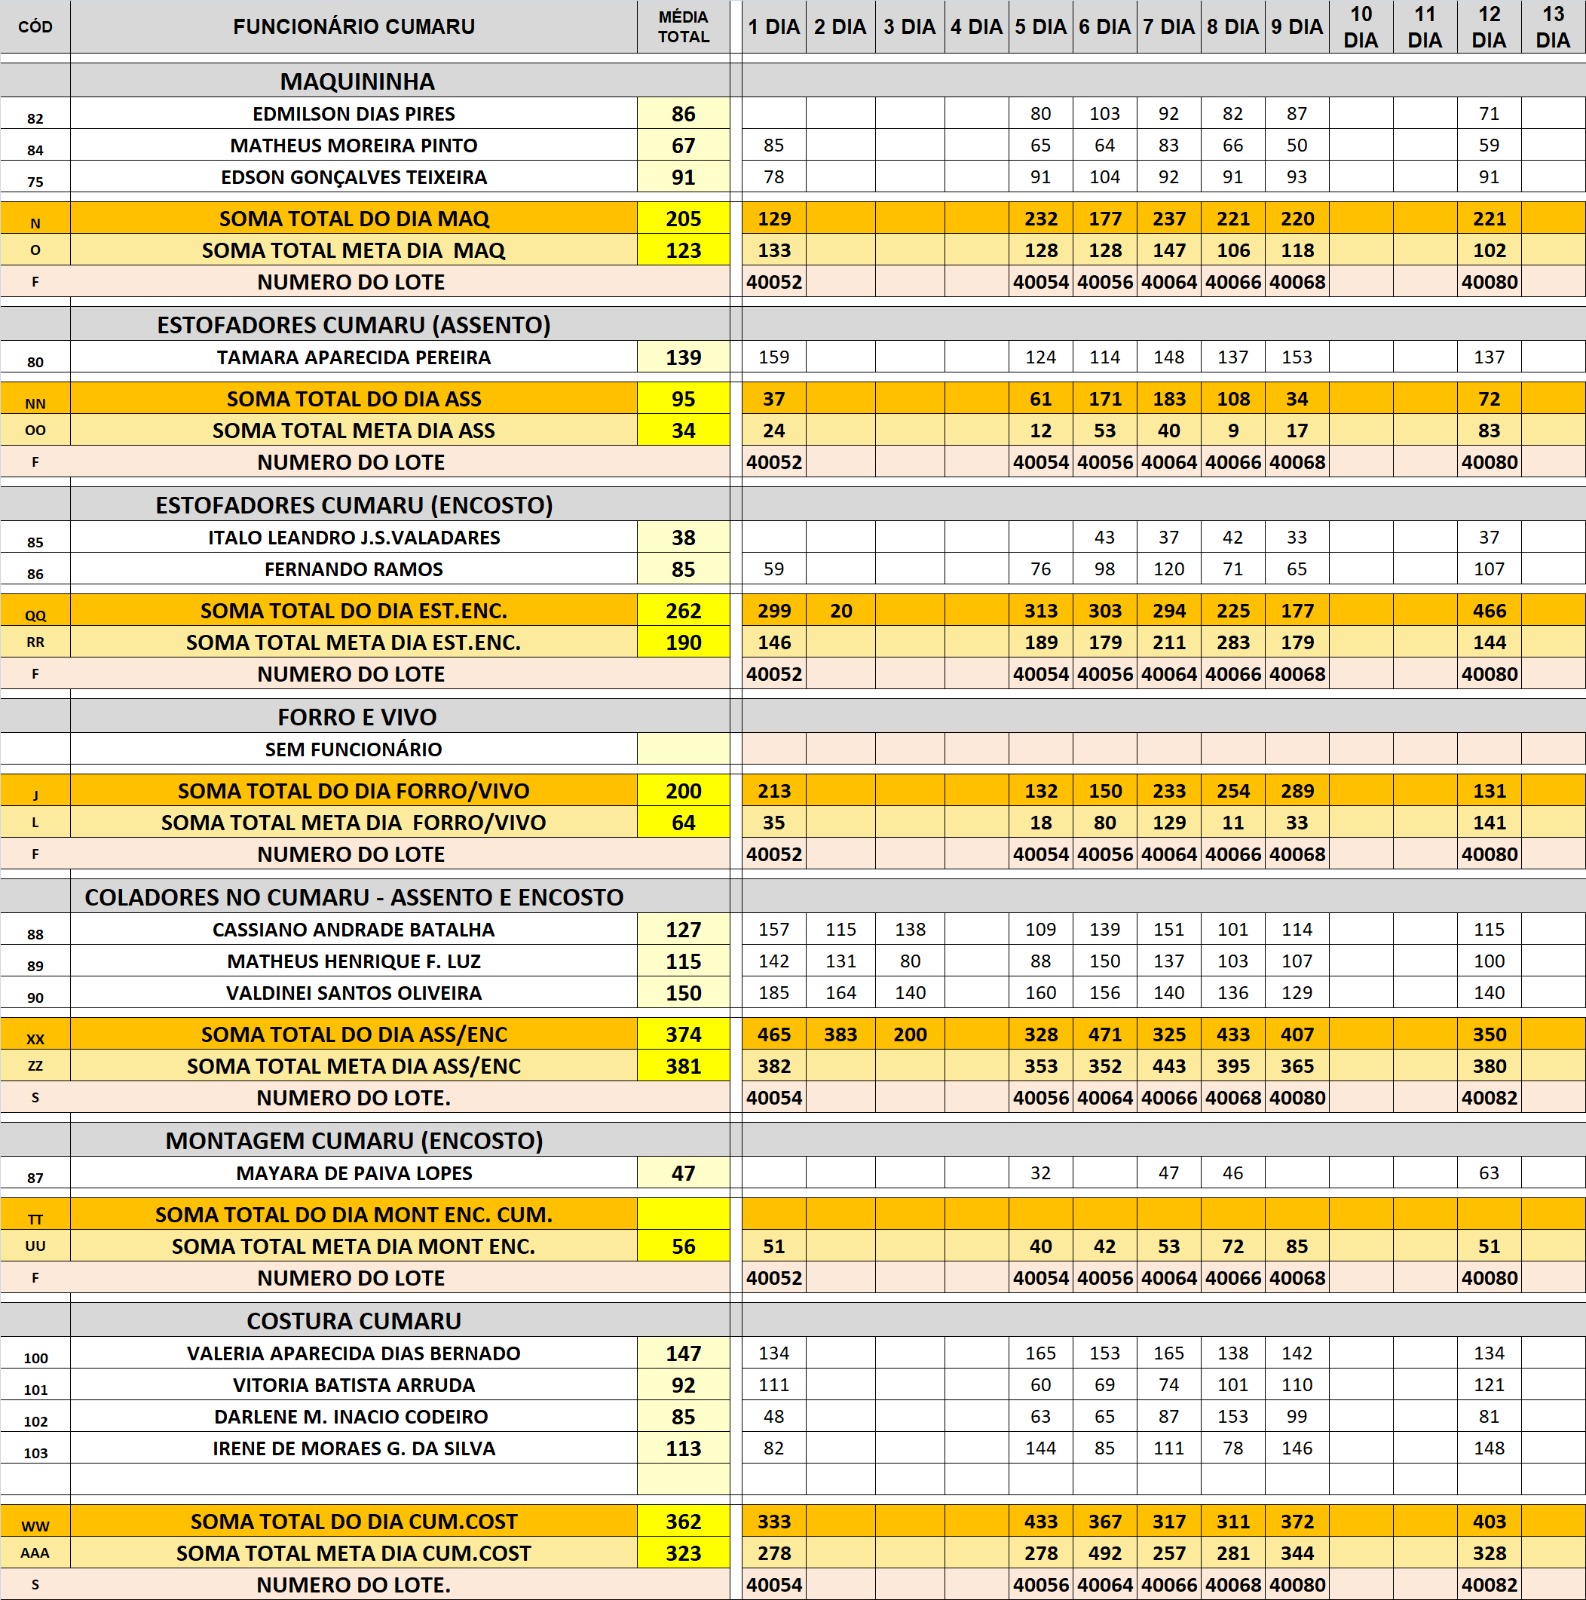 CÓD FUNCIONÁRIO CUMARU MÉDIA TOTAL 1 DIA 2 DIA 3 DIA 4 DIA 5 DIA 6 DIA 7 DIA 8 DIA 9 DIA 10 DIA 11 DIA 12 DIA 13 DIA
MAQUININHA
82 EDMILSON DIAS PIRES 86 80 103 92 82 87 71
84 MATHEUS MOREIRA PINTO 67 85 65 64 83 66 50 59
75 EDSON GONÇALVES TEIXEIRA 91 78 91 104 92 91 93 91
N SOMA TOTAL DO DIA MAQ 205 129 232 177 237 221 220 221
O SOMA TOTAL META DIA MAQ 123 133 128 128 147 106 118 102
F NUMERO DO LOTE 40052 40054 40056 40064 40066 40068 40080
ESTOFADORES CUMARU (ASSENTO)
80 TAMARA APARECIDA PEREIRA 139 159 124 114 148 137 153 137
NN SOMA TOTAL DO DIA ASS 95 37 61 171 183 108 34 72
OO SOMA TOTAL META DIA ASS 34 24 12 53 40 9 17 83
F NUMERO DO LOTE 40052 40054 40056 40064 40066 40068 40080
ESTOFADORES CUMARU (ENCOSTO)
85 ITALO LEANDRO J.S.VALADARES 38 43 37 42 33 37
86 FERNANDO RAMOS 85 59 76 98 120 71 65 107
QQ SOMA TOTAL DO DIA EST.ENC. 262 299 20 313 303 294 225 177 466
RR SOMA TOTAL META DIA EST.ENC. 190 146 189 179 211 283 179 144
F NUMERO DO LOTE 40052 40054 40056 40064 40066 40068 40080
FORRO E VIVO
SEM FUNCIONÁRIO
J SOMA TOTAL DO DIA FORRO/VIVO 200 213 132 150 233 254 289 131
L SOMA TOTAL META DIA FORRO/VIVO 64 35 18 80 129 11 33 141
F NUMERO DO LOTE 40052 40054 40056 40064 40066 40068 40080
COLADORES NO CUMARU - ASSENTO E ENCOSTO
88 CASSIANO ANDRADE BATALHA 127 157 115 138 109 139 151 101 114 115
89 MATHEUS HENRIQUE F. LUZ 115 142 131 80 88 150 137 103 107 100
90 VALDINEI SANTOS OLIVEIRA 150 185 164 140 160 156 140 136 129 140
XX SOMA TOTAL DO DIA ASS/ENC 374 465 383 200 328 471 325 433 407 350
ZZ SOMA TOTAL META DIA ASS/ENC 381 382 353 352 443 395 365 380
S NUMERO DO LOTE. 40054 40056 40064 40066 40068 40080 40082
MONTAGEM CUMARU (ENCOSTO)
87 MAYARA DE PAIVA LOPES 47 32 47 46 63
TT SOMA TOTAL DO DIA MONT ENC. CUM.
UU SOMA TOTAL META DIA MONT ENC. 56 51 40 42 53 72 85 51
F NUMERO DO LOTE 40052 40054 40056 40064 40066 40068 40080
COSTURA CUMARU
100 VALERIA APARECIDA DIAS BERNADO 147 134 165 153 165 138 142 134
101 VITORIA BATISTA ARRUDA 92 111 60 69 74 101 110 121
102 DARLENE M. INACIO CODEIRO 85 48 63 65 87 153 99 81
103 IRENE DE MORAES G. DA SILVA 113 82 144 85 111 78 146 148
WW SOMA TOTAL DO DIA CUM.COST 362 333 433 367 317 311 372 403
AAA SOMA TOTAL META DIA CUM.COST 323 278 278 492 257 281 344 328
S NUMERO DO LOTE. 40054 40056 40064 40066 40068 40080 40082